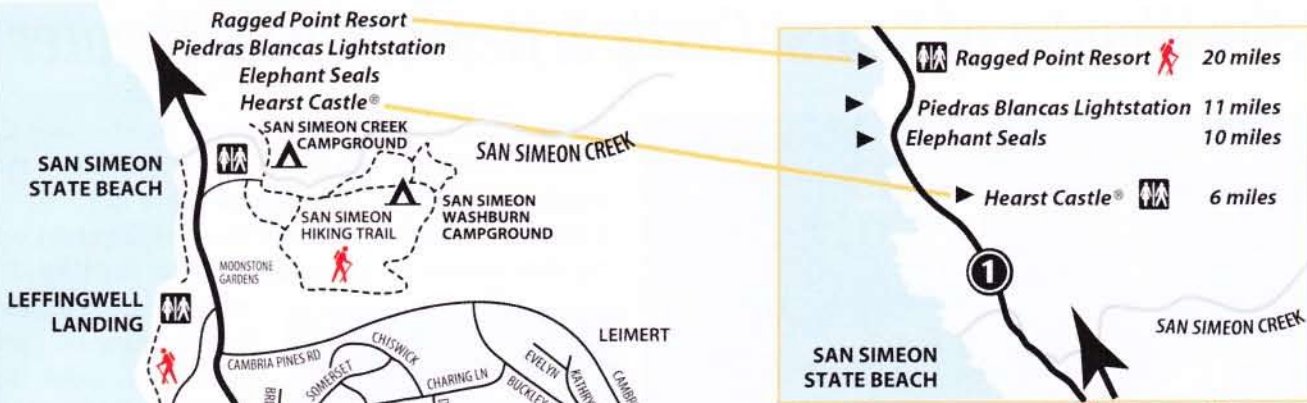 Ragged Point Resort
Piedras Blancas Lightstation
Elephant Seals
Hearst Castle®
SAN SIMEON CREEK
CAMPGROUND
SAN SIMEON CREEK
SAN SIMEON
STATE BEACH
SAN SIMEON
WASHBURN
CAMPGROUND
SAN SIMEON
HIKING TRAIL
MOONSTONE
GARDENS
LEFFINGWELL
LANDING
LEIMERT
CAMBRIA PINES RD
CHISWICK
SOMERSET
CHARING LN
EVELYN
BUCKLEY
Ragged Point Resort 20 miles
Piedras Blancas Lightstation 11 miles
Elephant Seals 10 miles
Hearst Castle® 6 miles
1
SAN SIMEON CREEK
SAN SIMEON
STATE BEACH